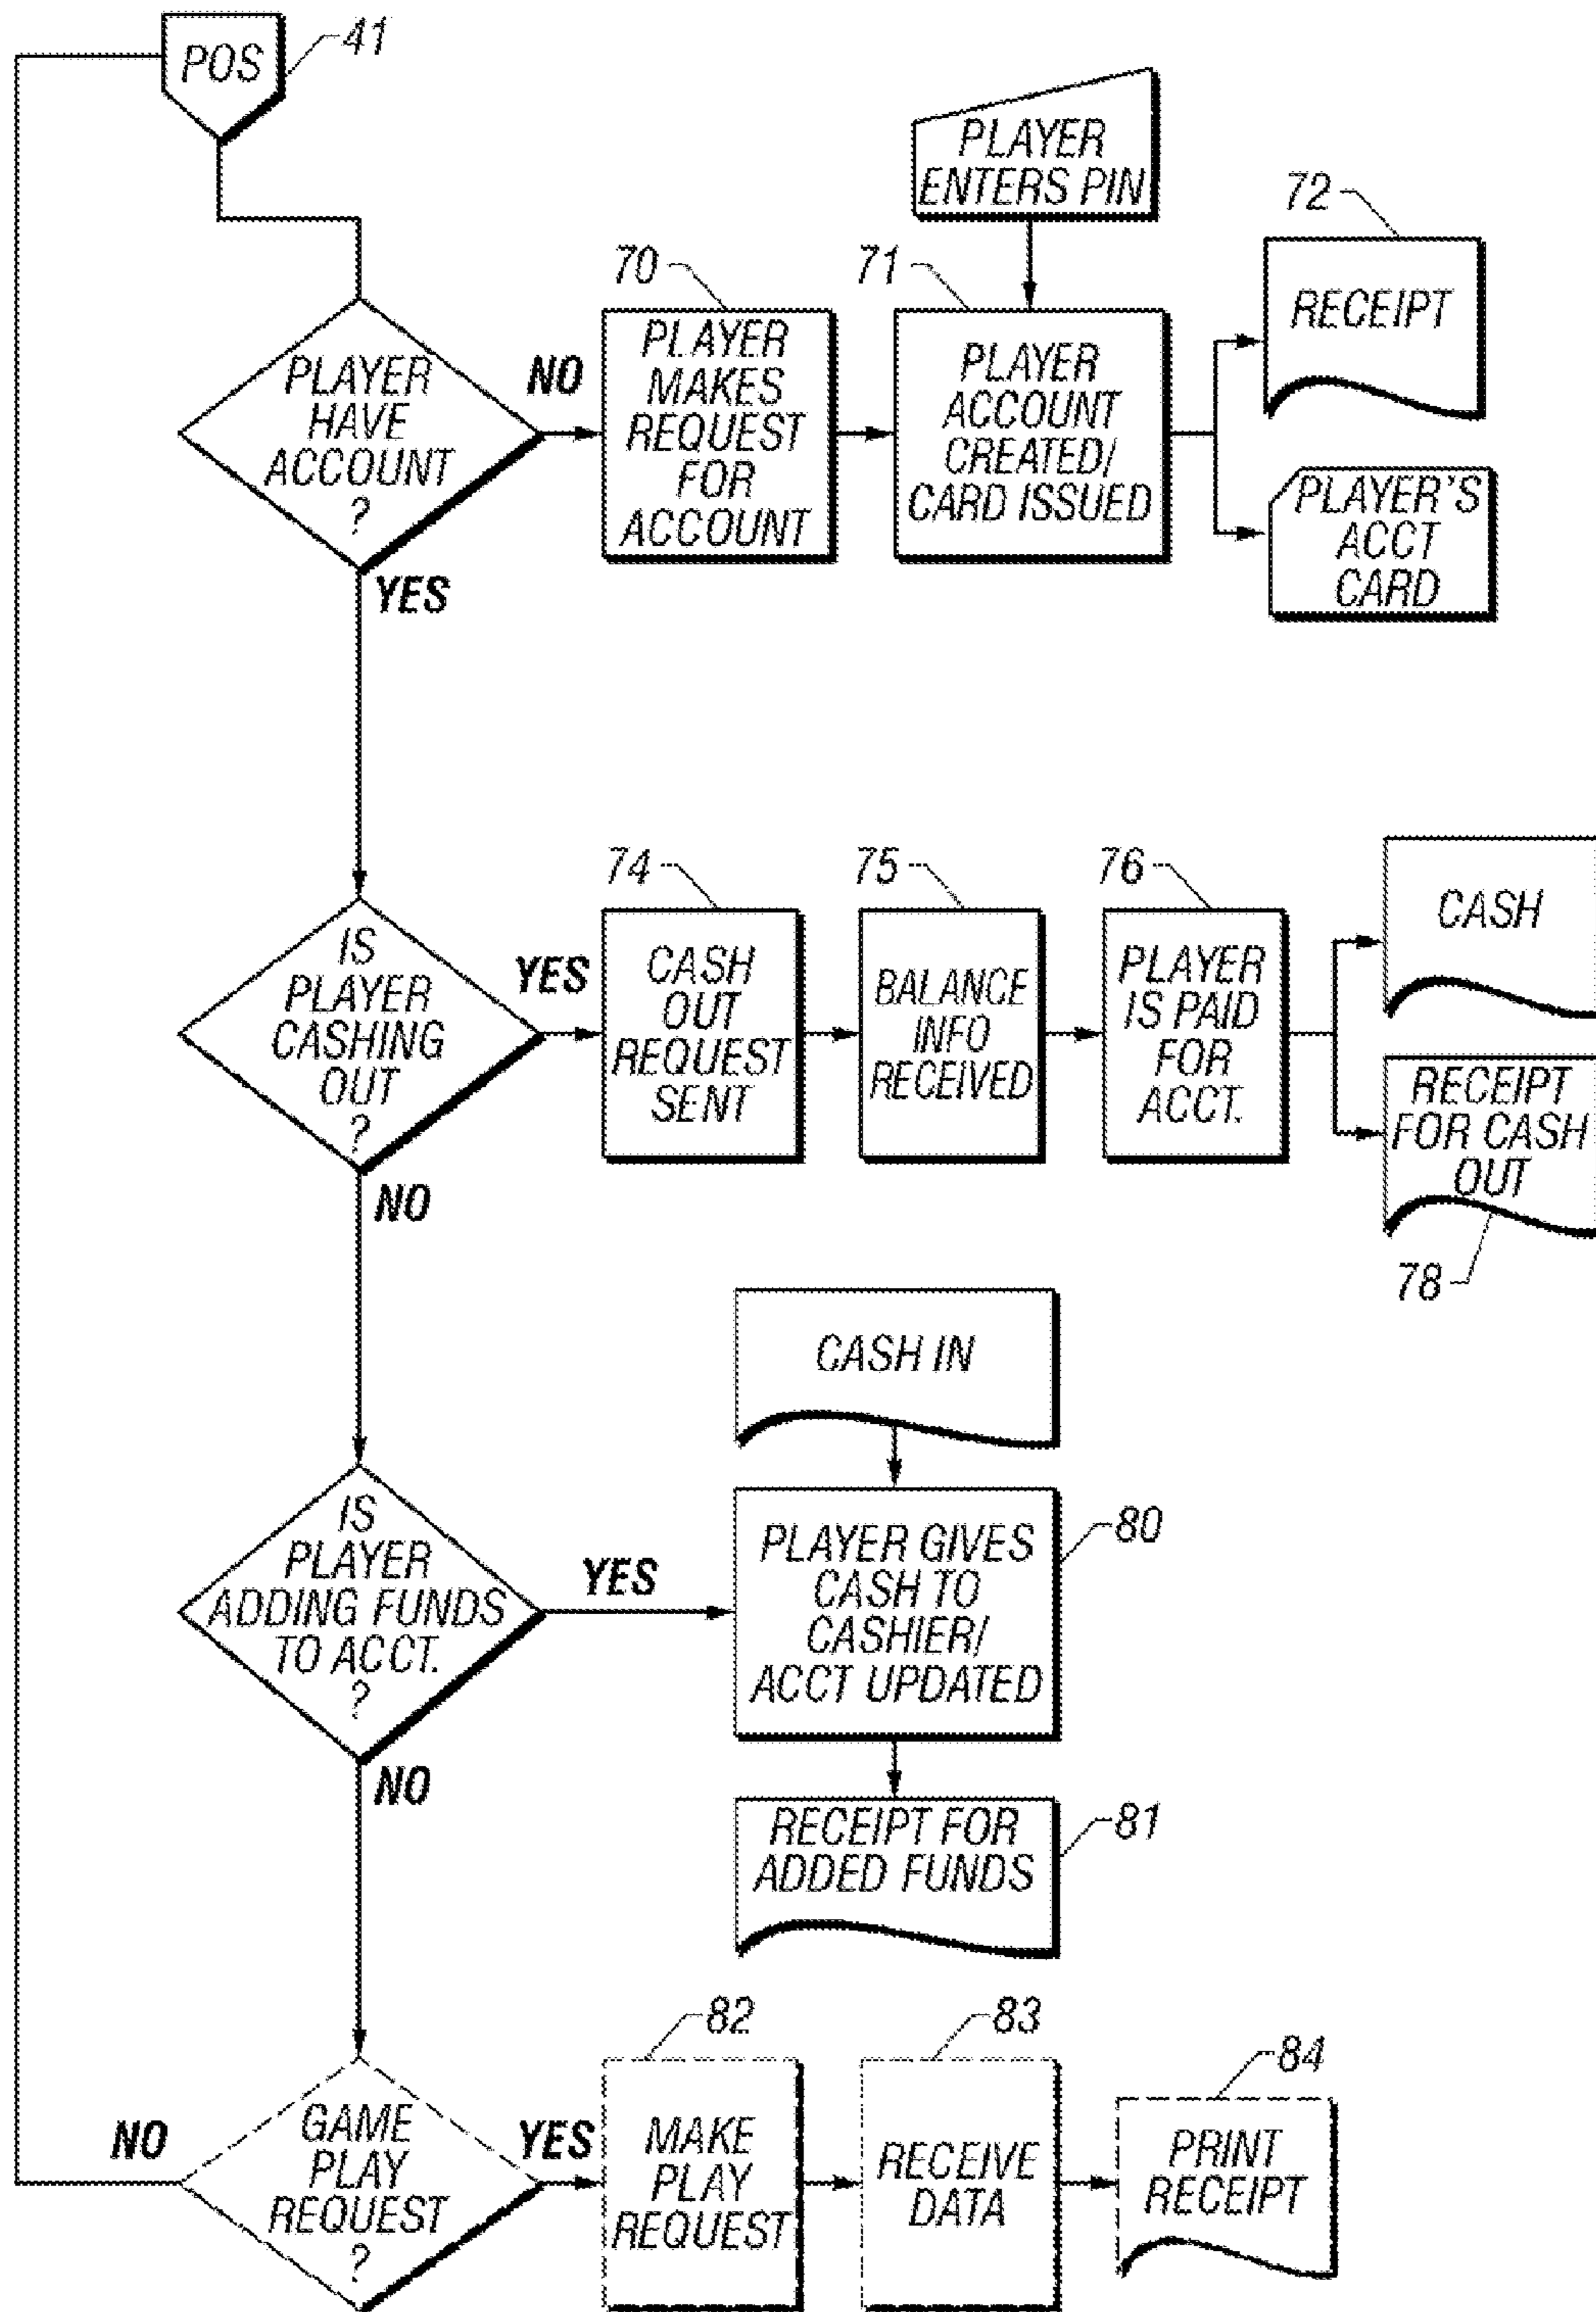 POS
41
PLAYER
ENTERS PIN
72
RECEIPT
70
71
PLAYER
HAVE
ACCOUNT
?
NO
YES
PLAYER
MAKES
REQUEST
FOR
ACCOUNT
PLAYER
ACCOUNT
CREATED/
CARD ISSUED
PLAYER'S
ACCT
CARD
IS
PLAYER
CASHING
OUT
?
YES
NO
74
CASH
OUT
REQUEST
SENT
75
BALANCE
INFO
RECEIVED
76
PLAYER
IS PAID
FOR
ACCT.
CASH
RECEIPT
FOR CASH
OUT
78
CASH IN
IS
PLAYER
ADDING FUNDS
TO ACCT.
?
YES
NO
PLAYER GIVES
CASH TO
CASHIER/
ACCT UPDATED
80
RECEIPT FOR
ADDED FUNDS
81
NO
GAME
PLAY
REQUEST
?
YES
82
MAKE
PLAY
REQUEST
83
RECEIVE
DATA
84
PRINT
RECEIPT